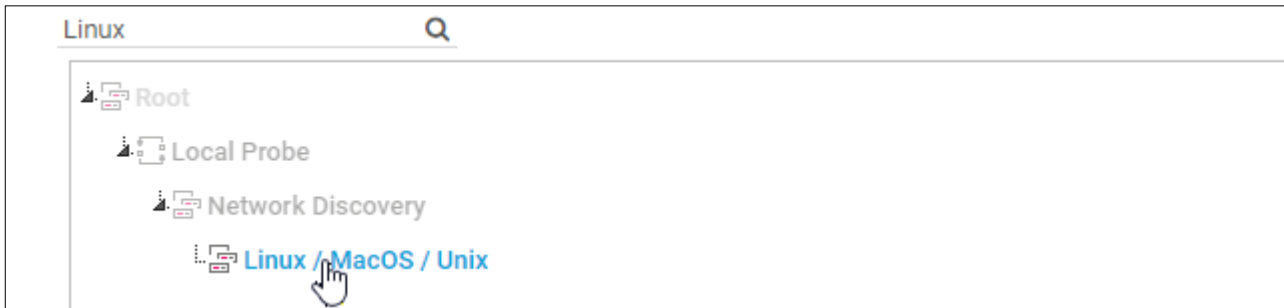 Linux
Root
Local Probe
Network Discovery
Linux / MacOS / Unix